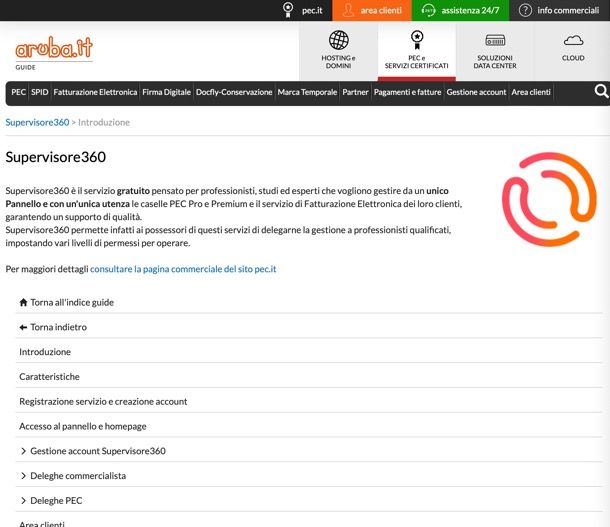 pec.it area clienti assistenza 24/7 info commerciali
aruba.it
GUIDE
HOSTING e
DOMINI
PEC e
SERVIZI CERTIFICATI
SOLUZIONI
DATA CENTER
CLOUD
PEC SPID Fatturazione Elettronica Firma Digitale Docfly-Conservazione Marca Temporale Partner Pagamenti e fatture Gestione account Area clienti
Supervisore360 > Introduzione
Supervisore360
Supervisore360 è il servizio gratuito pensato per professionisti, studi ed esperti che vogliono gestire da un unico
Pannello e con un'unica utenza le caselle PEC Pro e Premium e il servizio di Fatturazione Elettronica dei loro clienti,
garantendo un supporto di qualità.
Supervisore360 permette infatti ai possessori di questi servizi di delegarne la gestione a professionisti qualificati,
impostando vari livelli di permessi per operare.
Per maggiori dettagli consultare la pagina commerciale del sito pec.it
Torna all'indice guide
Torna indietro
Introduzione
Caratteristiche
Registrazione servizio e creazione account
Accesso al pannello e homepage
Gestione account Supervisore360
Deleghe commercialista
Deleghe PEC
Area clienti